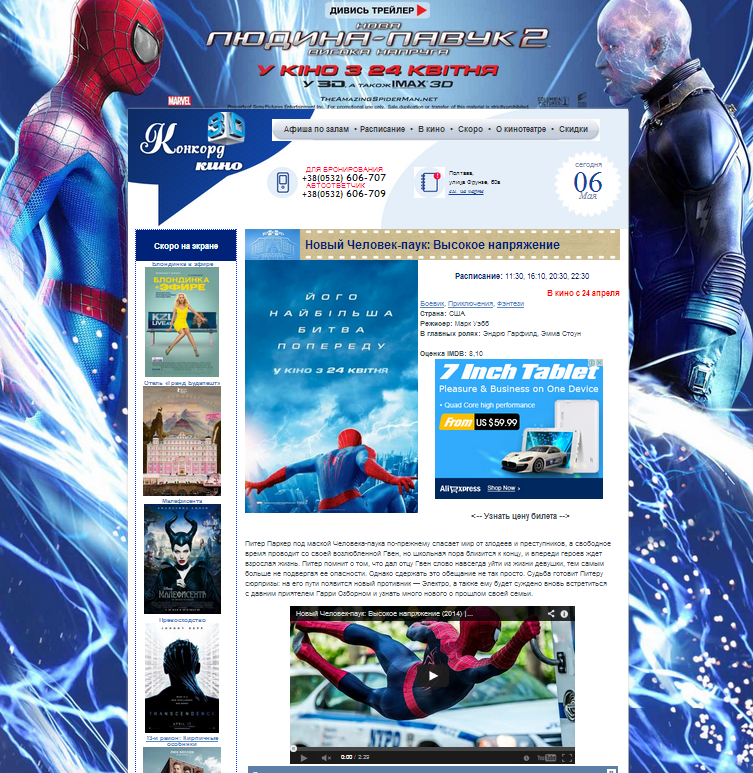 ДИВИСЬ ТРЕЙЛЕР
НОВА
ЛЮДИНА-ПАВУК 2
ВИСОКА НАПРУГА
У КІНО З 24 КВІТНЯ
У 3D, А ТАКОЖ IMAX 3D
MARVEL
THEAMAZINGSPIDERMAN.NET
Конкорд 3D
кино
Афиша по залам • Расписание • В кино • Скоро • О кинотеатре • Скидки
ДЛЯ БРОНИРОВАНИЯ
+38(0532) 606-707
АВТООТВЕТЧИК
+38(0532) 606-709
Полтава,
улица Фрунзе, 60а
СЕГОДНЯ
06
Мая
Скоро на экране
Блондинка в эфире
БЛОНДИНКА
В ЭФИРЕ
Отель «Гранд Будапешт»
Малефисента
МАЛЕФИСЕНТА
Превосходство
JOHNNY DEPP
TRANSCENDENCE
13-й район: Кирпичные
особняки
Новый Человек-паук: Высокое напряжение
ЙОГО
НАЙБІЛЬША
БИТВА
ПОПЕРЕДУ
У КІНО З 24 КВІТНЯ
Расписание: 11:30, 16:10, 20:30, 22:30
В кино с 24 апреля
Боевик, Приключения, Фэнтези
Страна: США
Режисер: Марк Уэбб
В главных ролях: Эндрю Гарфилд, Эмма Стоун
Оценка IMDB: 8,10
7 Inch Tablet
Pleasure & Business on One Device
• Quad Core high performance
From US $59.99
AliExpress Shop Now >
<-- Узнать цену билета -->
Питер Паркер под маской Человека-паука по-прежнему спасает мир от злодеев и преступников, а свободное
время проводит со своей возлюбленной Гвен, но школьная пора близится к концу, и впереди героев ждет
взрослая жизнь. Питер помнит о том, что дал отцу Гвен слово навсегда уйти из жизни девушки, тем самым
больше не подвергая ее опасности. Однако сдержать это обещание не так просто. Судьба готовит Питеру
сюрпризы: на его пути появится новый противник — Электро, а также ему будет суждено вновь встретиться
с давним приятелем Гарри Озборном и узнать много нового о прошлом своей семьи.
Новый Человек-паук: Высокое напряжение (2014) |...
NYPD
0:00 / 2:23
YouTube